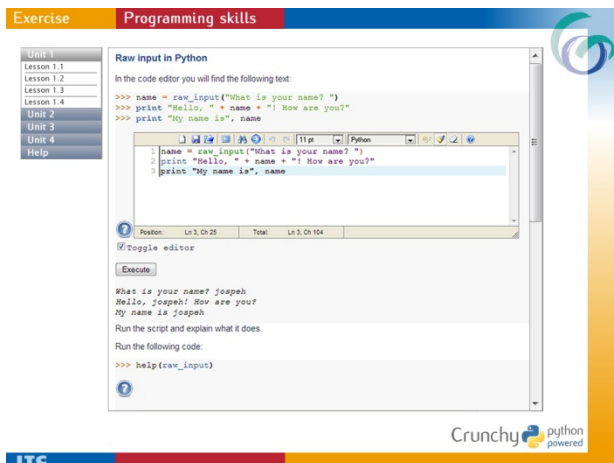 Exercise
Programming skills
Unit 1
Lesson 1.1
Lesson 1.2
Lesson 1.3
Lesson 1.4
Unit 2
Unit 3
Unit 4
Help
Raw input in Python
In the code editor you will find the following text:
>>> name = raw_input("What is your name? ")
>>> print "Hello, " + name + "! How are you?"
>>> print "My name is", name
11 pt Python
1 name = raw_input("What is your name? ")
2 print "Hello, " + name + "! How are you?"
3 print "My name is", name
Position: Ln 3, Ch 25 Total: Ln 3, Ch 104
Toggle editor
Execute
What is your name? jospeh
Hello, jospeh! How are you?
My name is jospeh
Run the script and explain what it does.
Run the following code:
>>> help(raw_input)
Crunchy python
powered
ITC